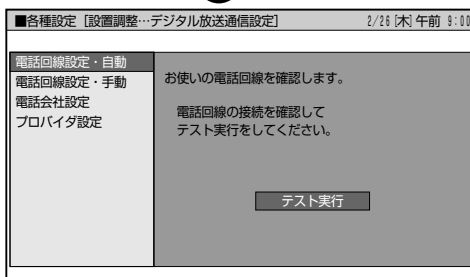 ■各種設定［設置調整…デジタル放送通信設定］ 2/26[木]午前 9:00
電話回線設定・自動
電話回線設定・手動
電話会社設定
プロバイダ設定
お使いの電話回線を確認します。
電話回線の接続を確認して
テスト実行をしてください。
テスト実行